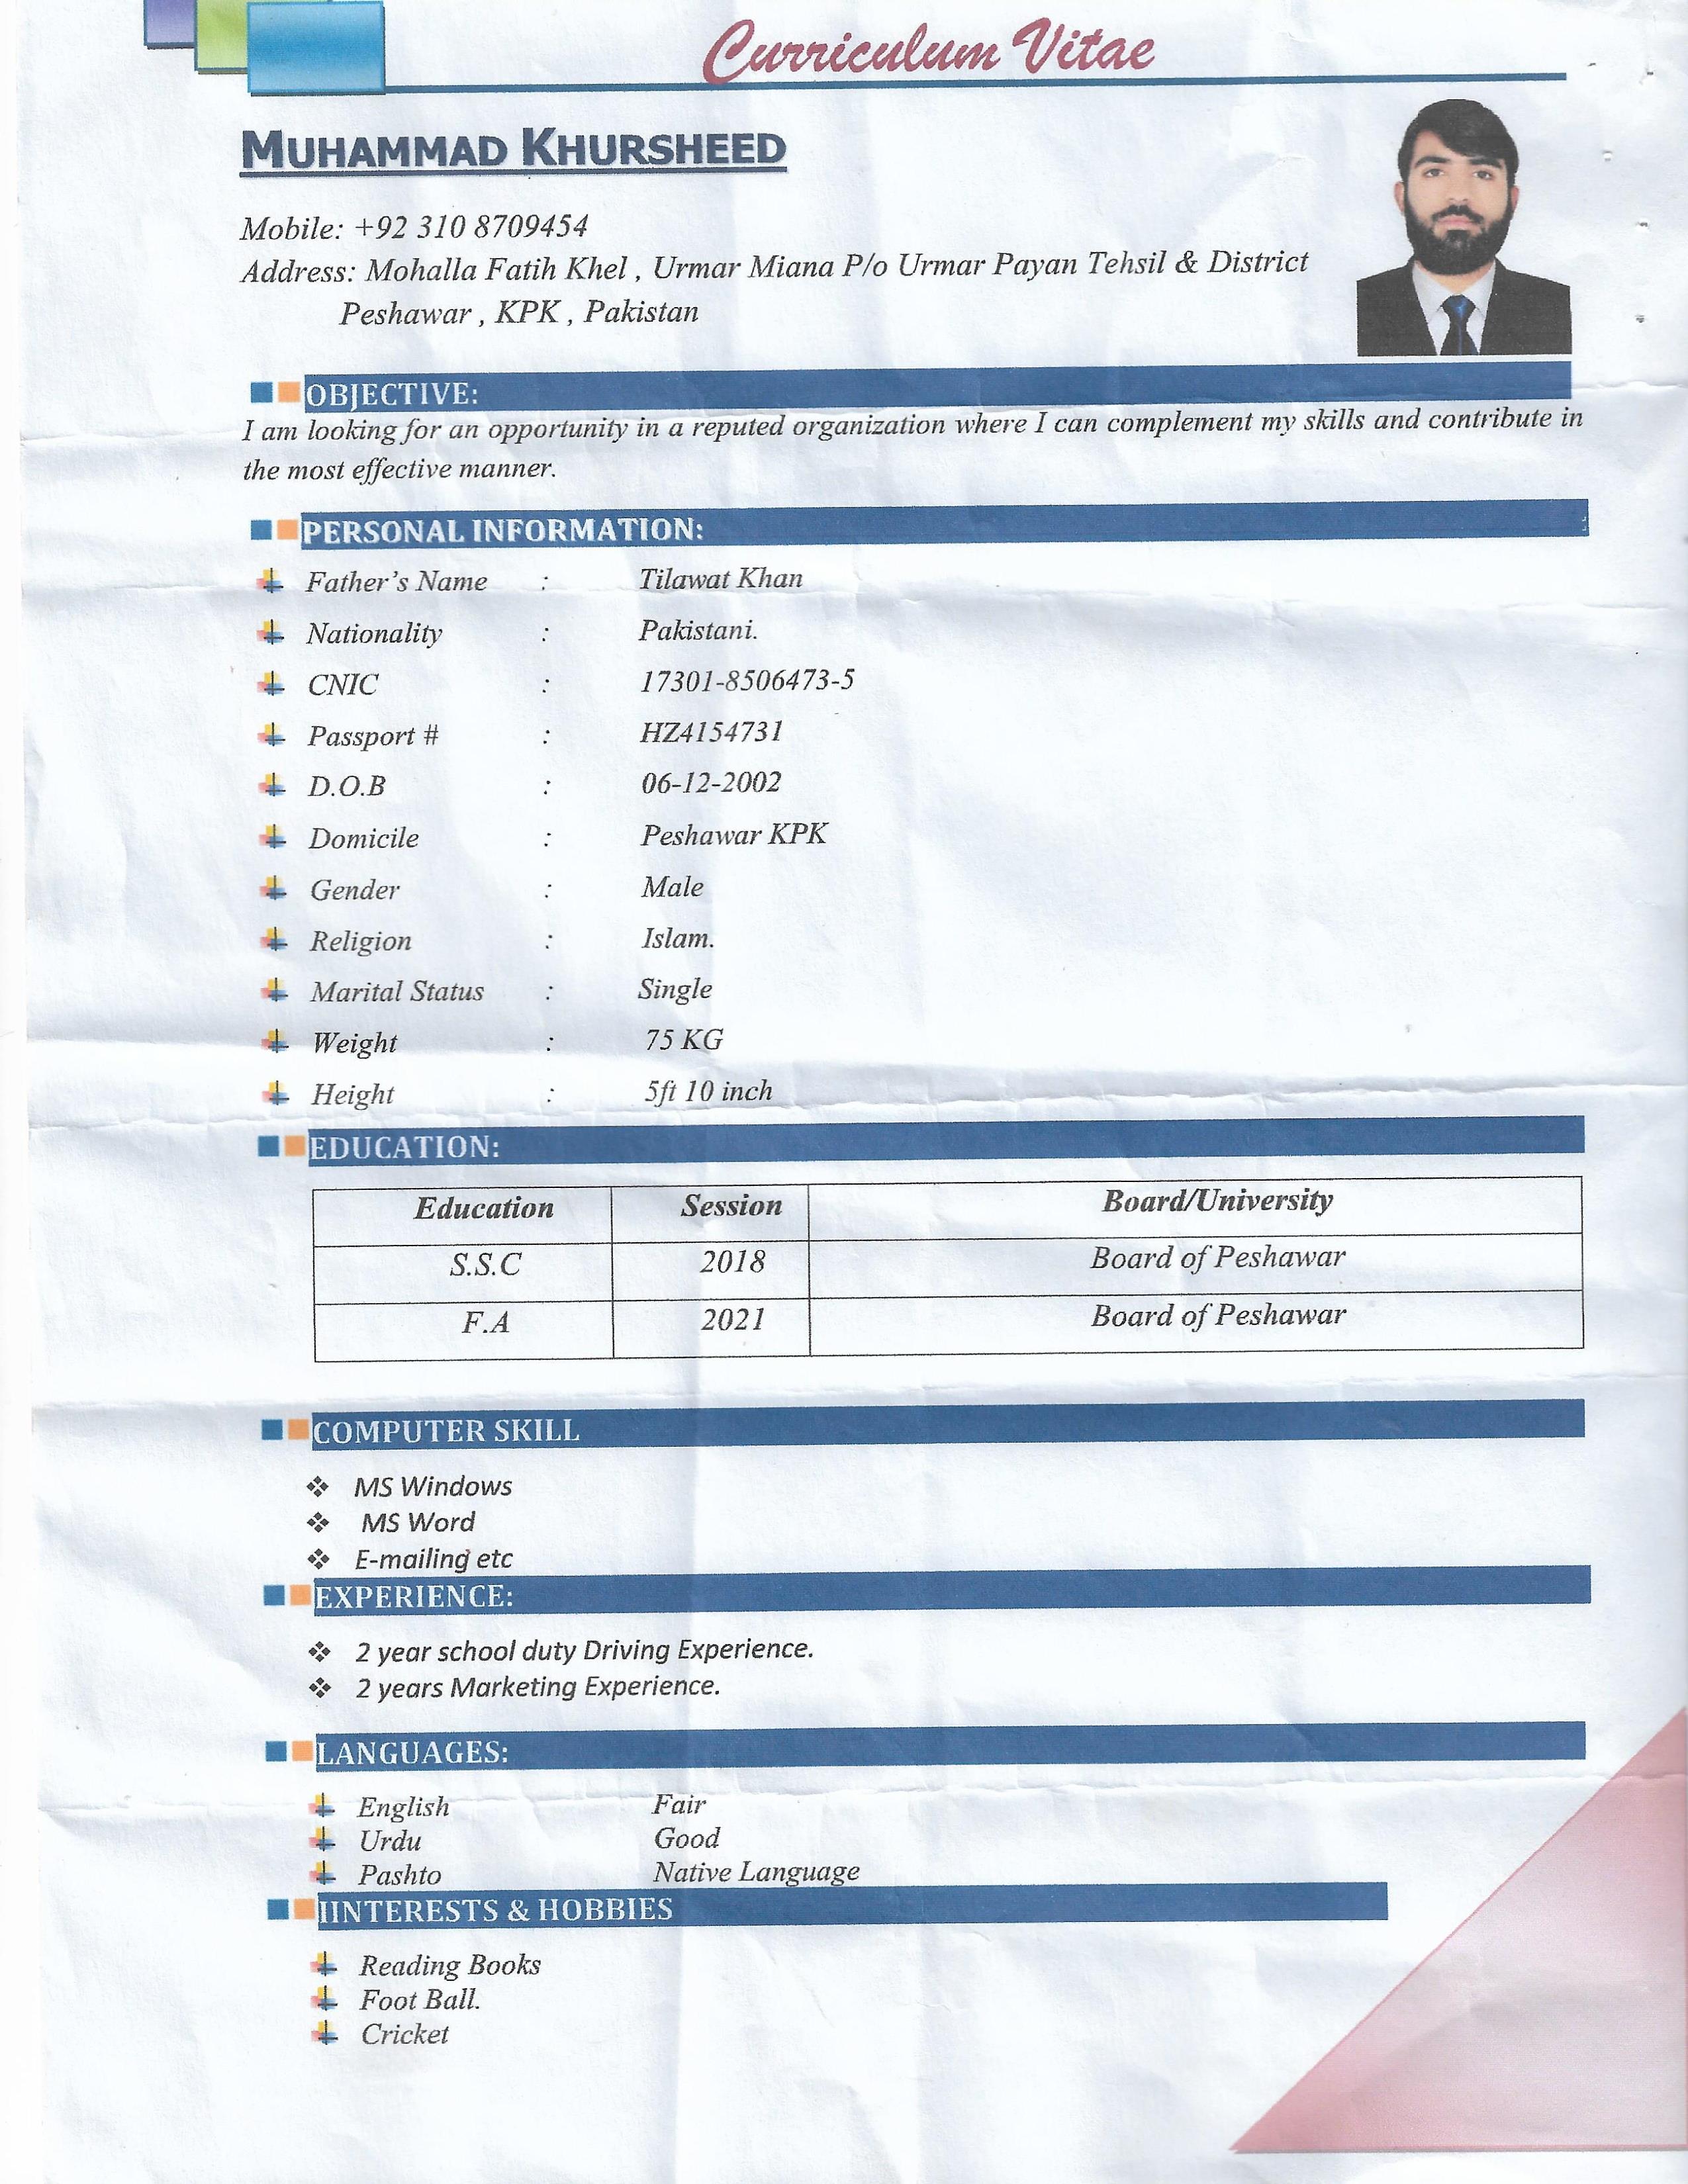 Curriculum Vitae
MUHAMMAD KHURSHEED
Mobile: +92 310 8709454
Address: Mohalla Fatih Khel , Urmar Miana P/o Urmar Payan Tehsil & District
Peshawar , KPK , Pakistan
OBJECTIVE:
I am looking for an opportunity in a reputed organization where I can complement my skills and contribute in
the most effective manner.
PERSONAL INFORMATION:
Father's Name : Tilawat Khan
Nationality : Pakistani.
CNIC : 17301-8506473-5
Passport # : HZ4154731
D.O.B : 06-12-2002
Domicile : Peshawar KPK
Gender : Male
Religion : Islam.
Marital Status : Single
Weight : 75 KG
Height : 5ft 10 inch
EDUCATION:
Education Session Board/University
S.S.C 2018 Board of Peshawar
F.A 2021 Board of Peshawar
COMPUTER SKILL
MS Windows
MS Word
E-mailing etc
EXPERIENCE:
2 year school duty Driving Experience.
2 years Marketing Experience.
LANGUAGES:
English Fair
Urdu Good
Pashto Native Language
IINTERESTS & HOBBIES
Reading Books
Foot Ball.
Cricket